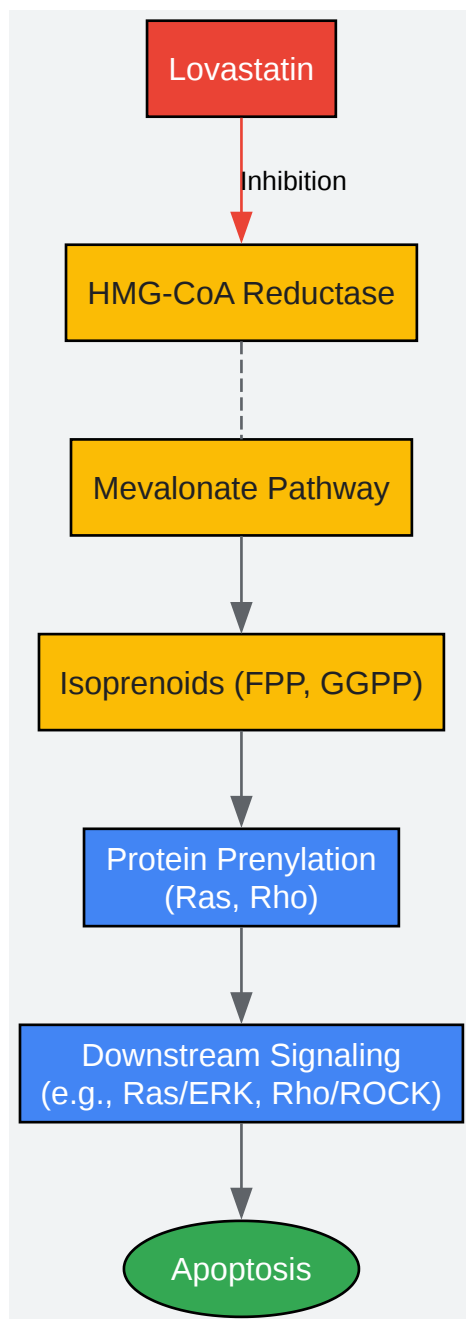 Lovastatin
Inhibition
HMG-CoA Reductase
Mevalonate Pathway
Isoprenoids (FPP, GGPP)
Protein Prenylation
(Ras, Rho)
Downstream Signaling
(e.g., Ras/ERK, Rho/ROCK)
Apoptosis